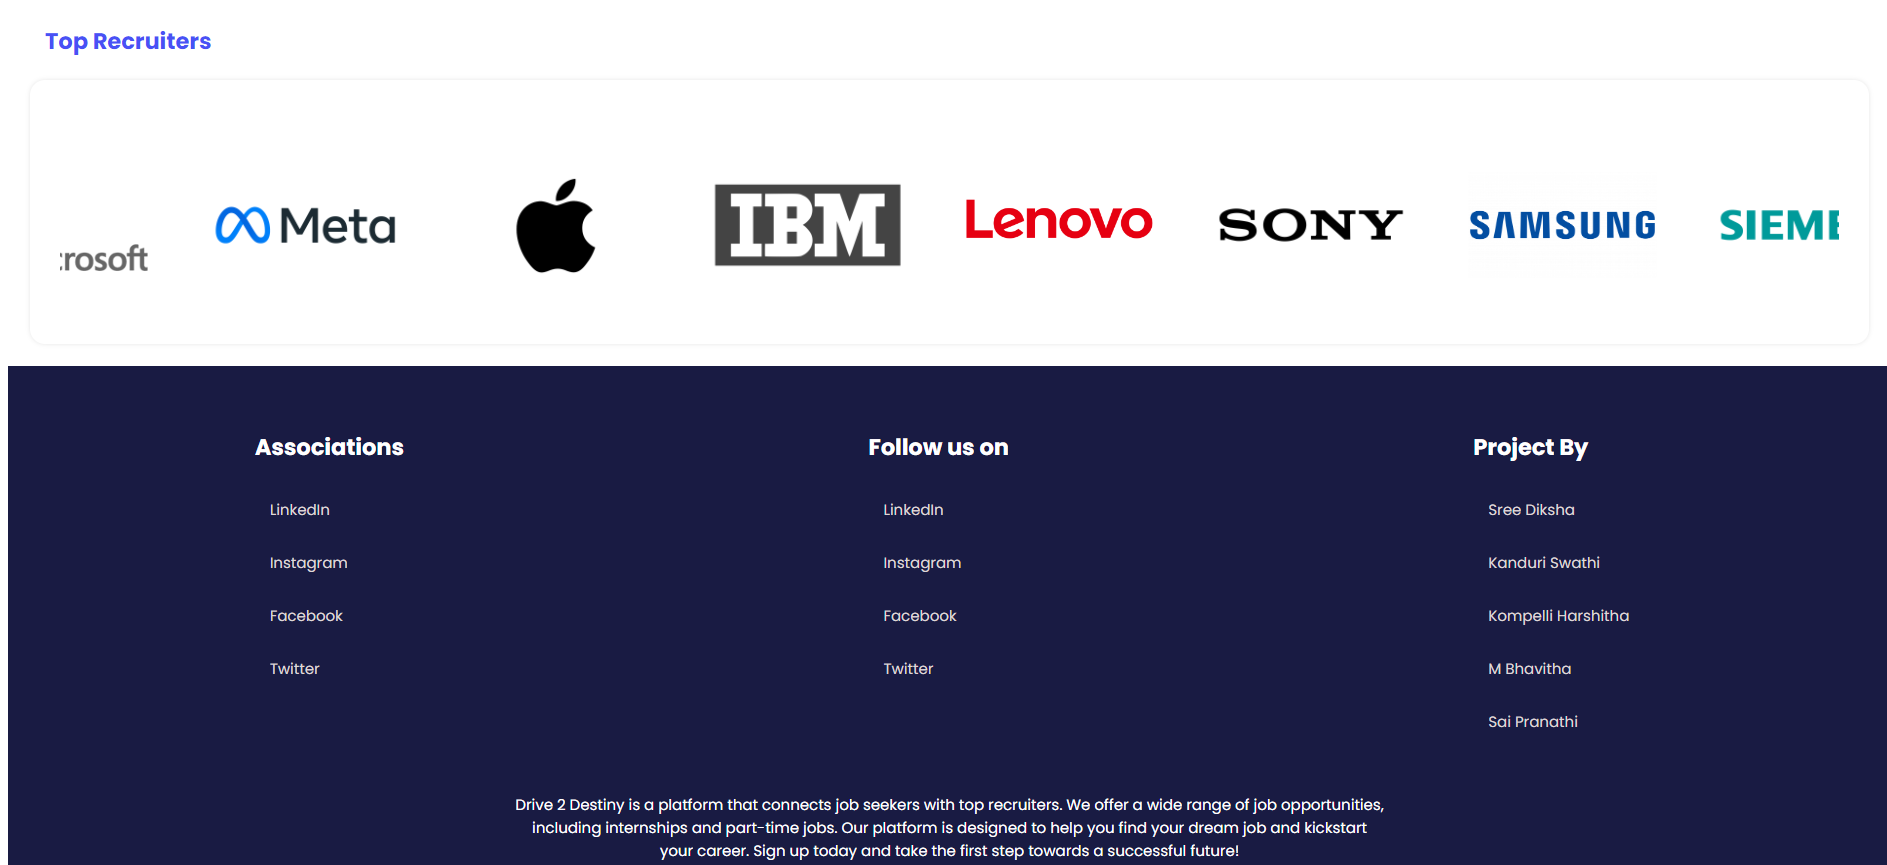 Top Recruiters
rosoft
Meta
IBM
Lenovo
SONY
SAMSUNG
SIEME
Associations
Follow us on
Project By
LinkedIn
LinkedIn
Sree Diksha
Instagram
Instagram
Kanduri Swathi
Facebook
Facebook
Kompelli Harshitha
Twitter
Twitter
M Bhavitha
Sai Pranathi
Drive 2 Destiny is a platform that connects job seekers with top recruiters. We offer a wide range of job opportunities,
including internships and part-time jobs. Our platform is designed to help you find your dream job and kickstart
your career. Sign up today and take the first step towards a successful future!